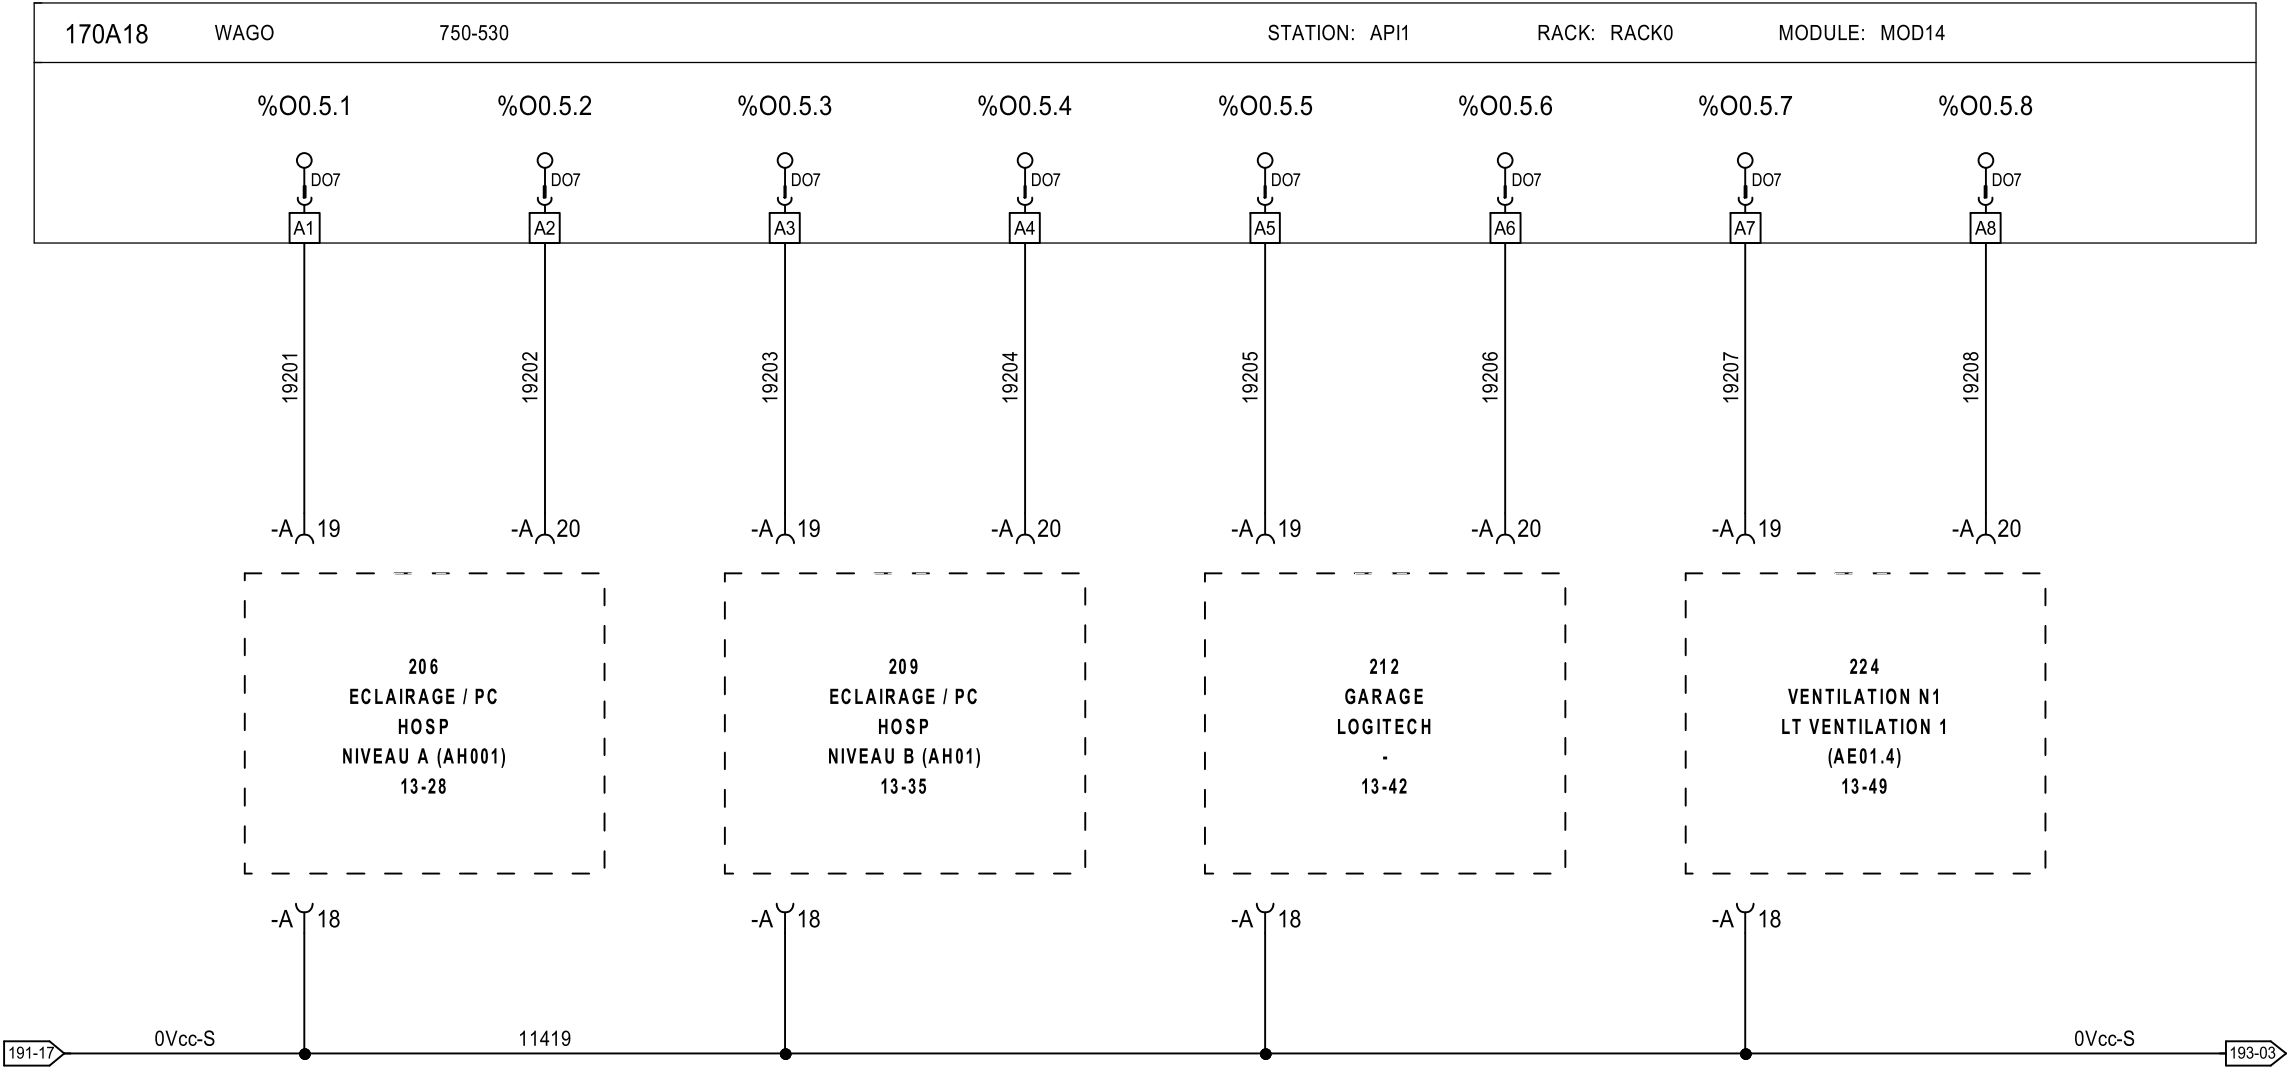 170A18 WAGO 750-530 STATION: API1 RACK: RACK0 MODULE: MOD14
%O0.5.1 %O0.5.2 %O0.5.3 %O0.5.4 %O0.5.5 %O0.5.6 %O0.5.7 %O0.5.8
DO7 DO7 DO7 DO7 DO7 DO7 DO7 DO7
A1 A2 A3 A4 A5 A6 A7 A8
19201 19202 19203 19204 19205 19206 19207 19208
-A 19 -A 20 -A 19 -A 20 -A 19 -A 20 -A 19 -A 20
206
ECLAIRAGE / PC
HOSP
NIVEAU A (AH001)
13-28
209
ECLAIRAGE / PC
HOSP
NIVEAU B (AH01)
13-35
212
GARAGE
LOGITECH
-
13-42
224
VENTILATION N1
LT VENTILATION 1
(AE01.4)
13-49
-A 18 -A 18 -A 18 -A 18
0Vcc-S 11419 0Vcc-S
191-17 193-03